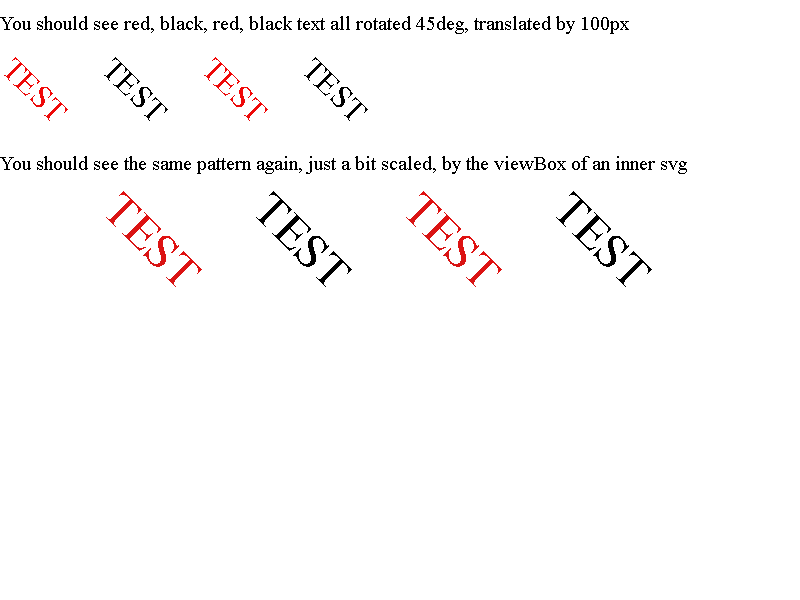 You should see red, black, red, black text all rotated 45deg, translated by 100px
TEST TEST TEST TEST
You should see the same pattern again, just a bit scaled, by the viewBox of an inner svg
TEST TEST TEST TEST